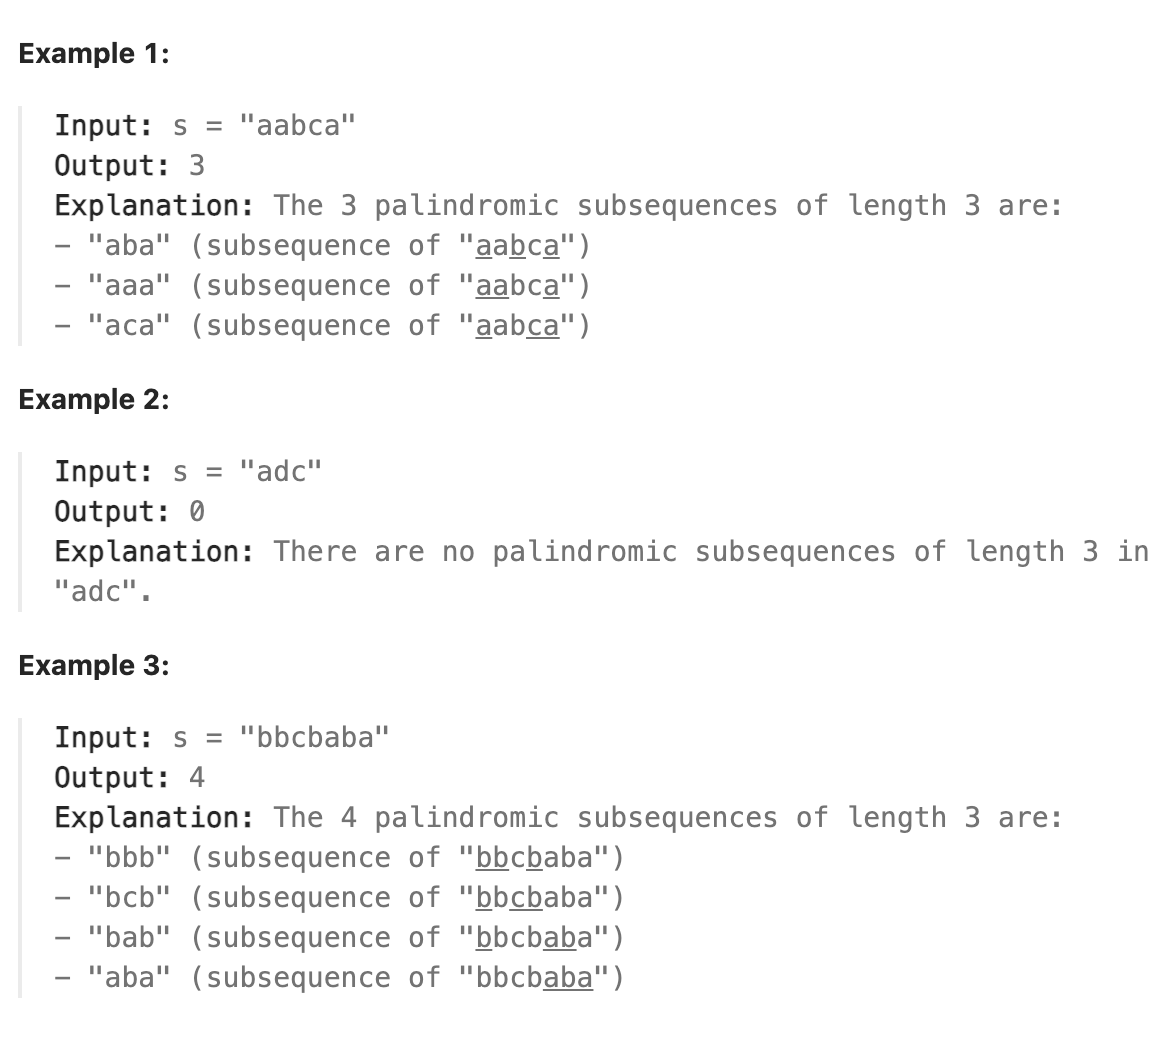 Example 1:
Input: s = "aabca"
Output: 3
Explanation: The 3 palindromic subsequences of length 3 are:
- "aba" (subsequence of "aabca")
- "aaa" (subsequence of "aabca")
- "aca" (subsequence of "aabca")
Example 2:
Input: s = "adc"
Output: 0
Explanation: There are no palindromic subsequences of length 3 in
"adc".
Example 3:
Input: s = "bbcbaba"
Output: 4
Explanation: The 4 palindromic subsequences of length 3 are:
- "bbb" (subsequence of "bbcbaba")
- "bcb" (subsequence of "bbcbaba")
- "bab" (subsequence of "bbcbaba")
- "aba" (subsequence of "bbcbaba")